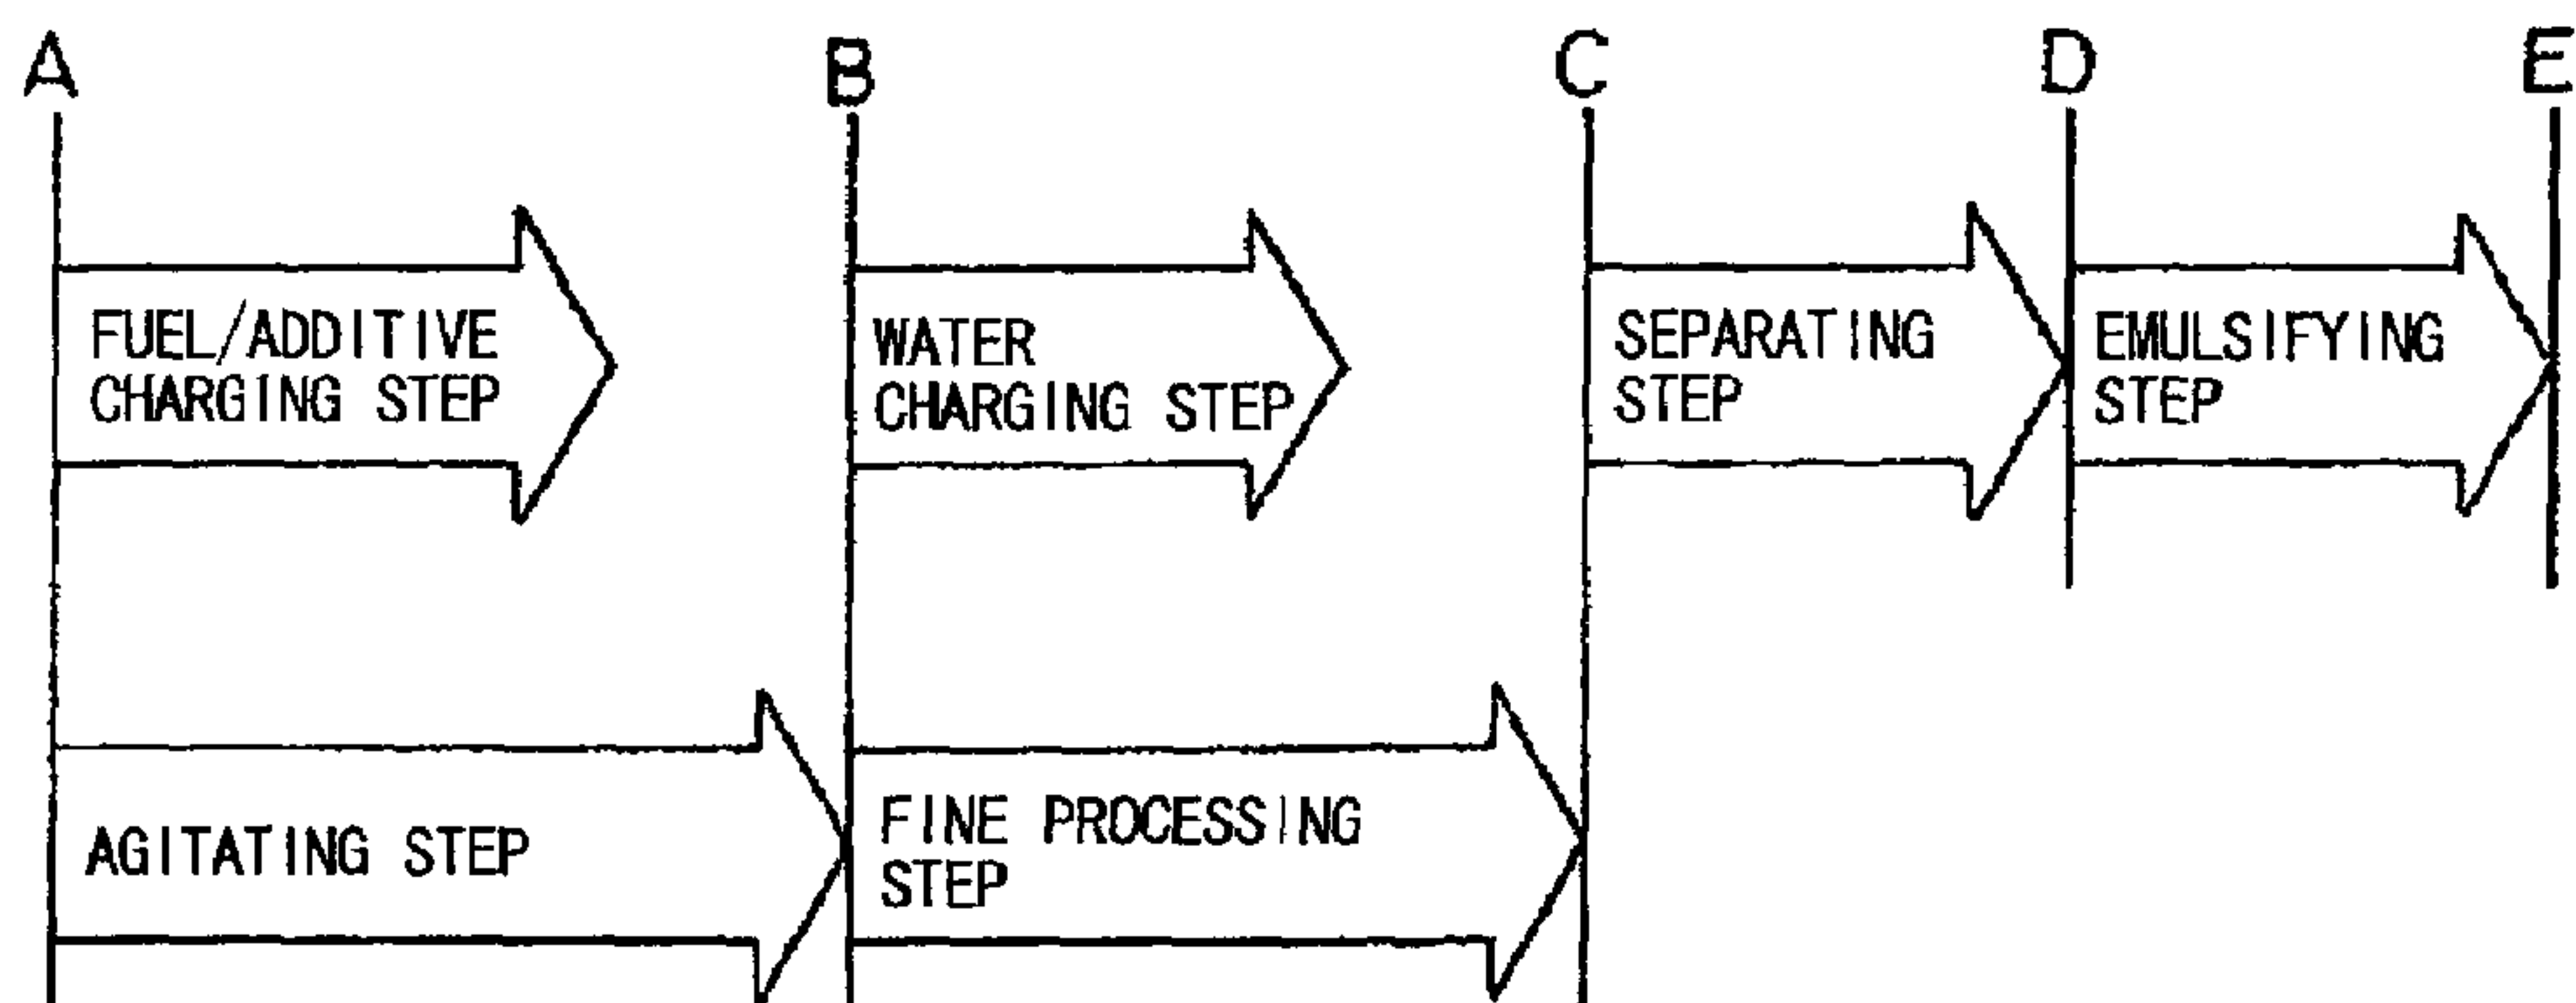 A
B
C
D
E
FUEL/ADDITIVE
CHARGING STEP
WATER
CHARGING STEP
SEPARATING
STEP
EMULSIFYING
STEP
AGITATING STEP
FINE PROCESSING
STEP